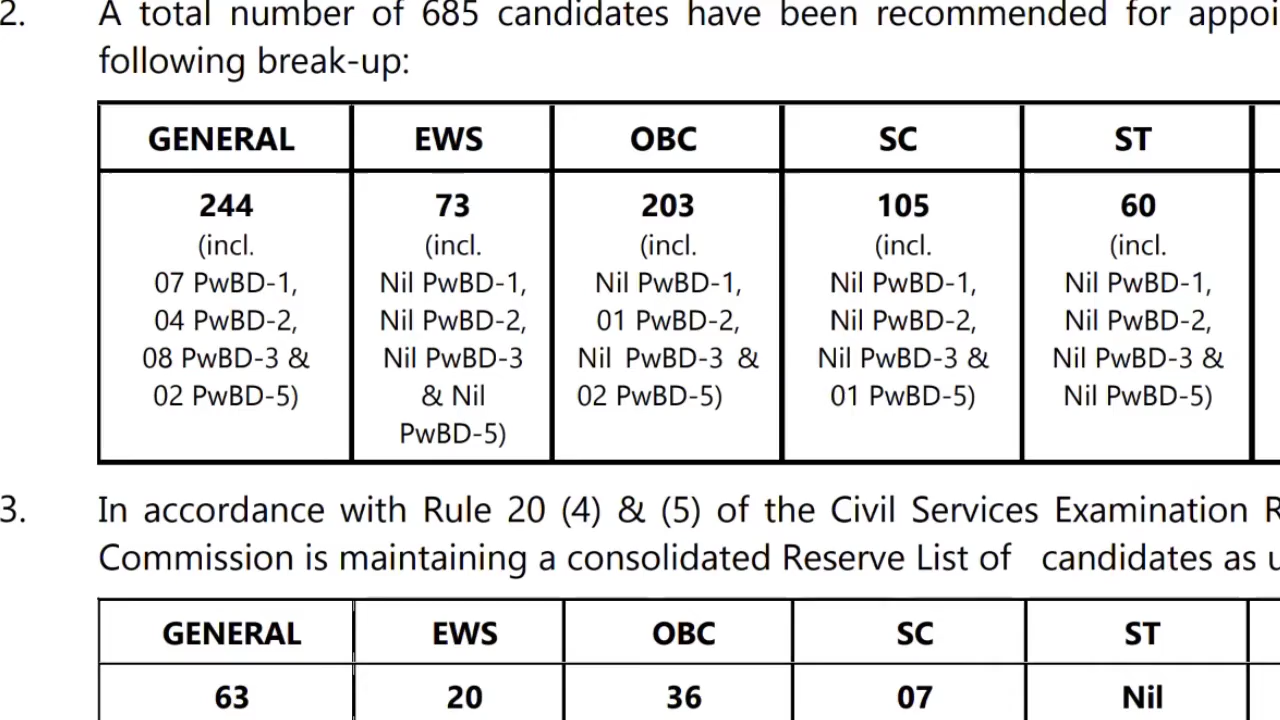 2. A total number of 685 candidates have been recommended for
following break-up:
GENERAL EWS OBC SC ST
244 73 203 105 60
(incl. (incl. (incl. (incl. (incl.
07 PwBD-1, Nil PwBD-1, Nil PwBD-1, Nil PwBD-1, Nil PwBD-1,
04 PwBD-2, Nil PwBD-2, 01 PwBD-2, Nil PwBD-2, Nil PwBD-2,
08 PwBD-3 & Nil PwBD-3 Nil PwBD-3 & Nil PwBD-3 & Nil PwBD-3 &
02 PwBD-5) & Nil 02 PwBD-5) 01 PwBD-5) Nil PwBD-5)
PwBD-5)
3. In accordance with Rule 20 (4) & (5) of the Civil Services Examination
Commission is maintaining a consolidated Reserve List of candidates as
GENERAL EWS OBC SC ST
63 20 36 07 Nil